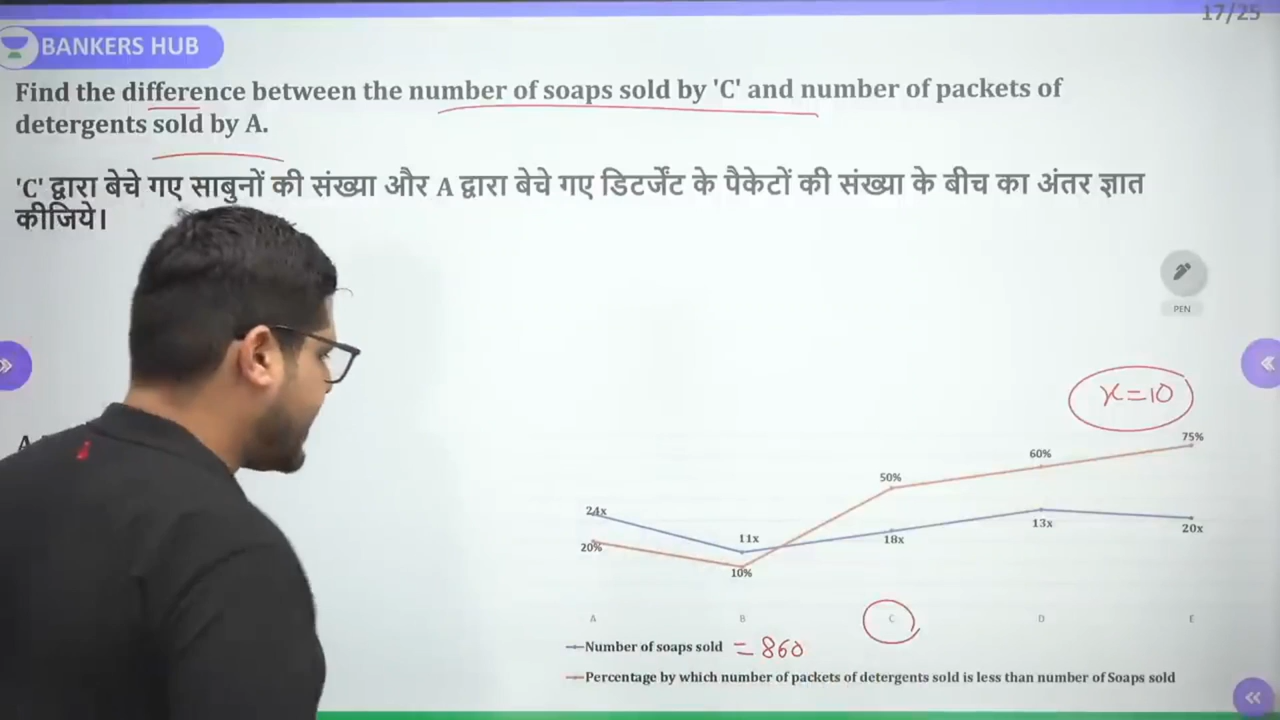 17/25
BANKERS HUB
Find the difference between the number of soaps sold by 'C' and number of packets of
detergents sold by A.
'C' द्वारा बेचे गए साबुनों की संख्या और A द्वारा बेचे गए डिटर्जेंट के पैकेटों की संख्या के बीच का अंतर ज्ञात
कीजिये।
PEN
x=10
75%
60%
50%
24x
11x
18x
13x
20x
20%
10%
A B C D E
Number of soaps sold = 860
Percentage by which number of packets of detergents sold is less than number of Soaps sold